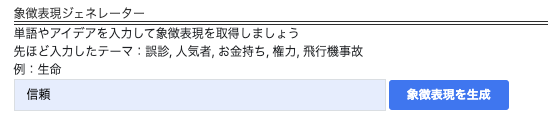 象徴表現ジェネレーター
単語やアイデアを入力して象徴表現を取得しましょう
先ほど入力したテーマ：誤診, 人気者, お金持ち, 権力, 飛行機事故
例：生命
信頼
象徴表現を生成